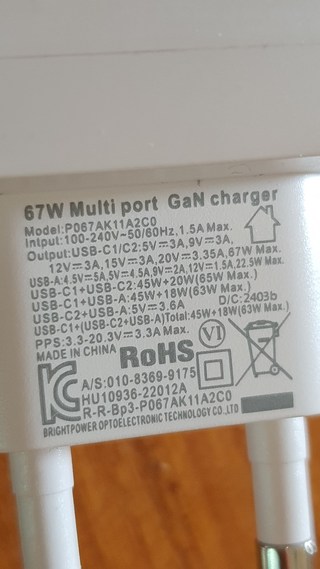 67W Multi port GaN charger
Model:P067AK11A2C0
Intput:100-240V~50/60Hz,1.5A Max.
Output:USB-C1/C2:5V=3A,9V=3A,
12V=3A,15V=3A,20V=3.35A,67W Max.
USB-A:4.5V=5A,5V=4.5A,9V=2A,12V=1.5A,22.5W Max.
USB-C1+USB-C2:45W+20W(65W Max.)
USB-C1+USB-A:45W+18W(63W Max.)
USB-C2+USB-A:5V=3.6A D/C:2403b
USB-C1+(USB-C2+USB-A)Total:45W+18W(63W Max.)
PPS:3.3-20.3V=3.3A Max.
MADE IN CHINA RoHS VI
A/S:010-8369-9175
HU10936-22012A
R-R-Bp3-P067AK11A2C0
BRIGHTPOWER OPTOELECTRONIC TECHNOLOGY CO.,LTD